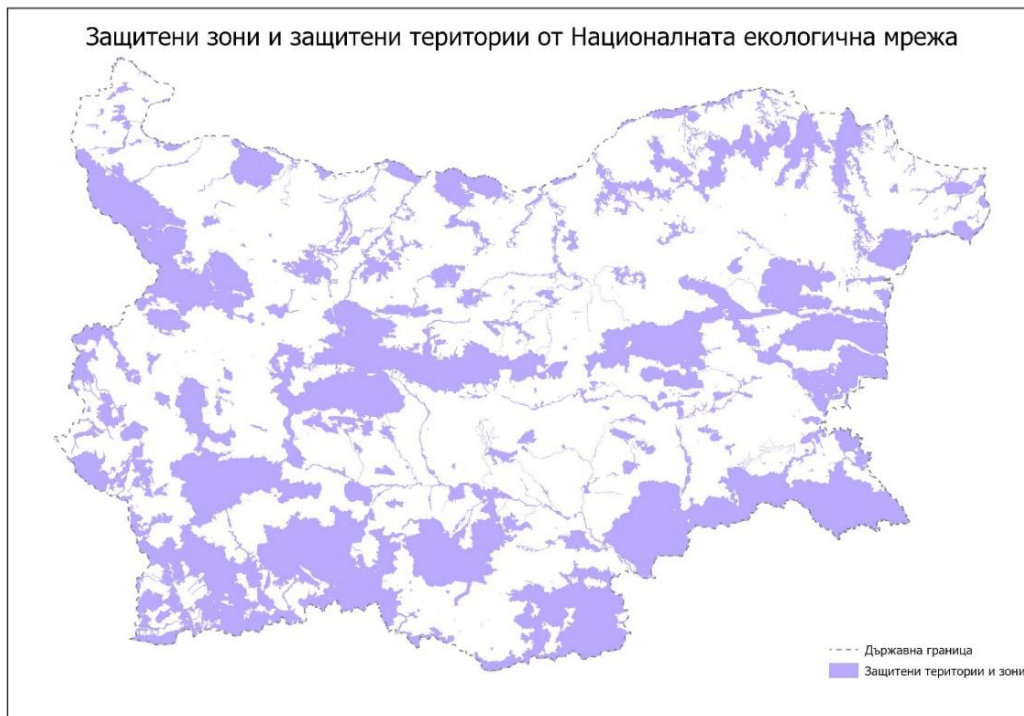 Защитени зони и защитени територии от Националната екологична мрежа
Държавна граница
Защитени територии и зони